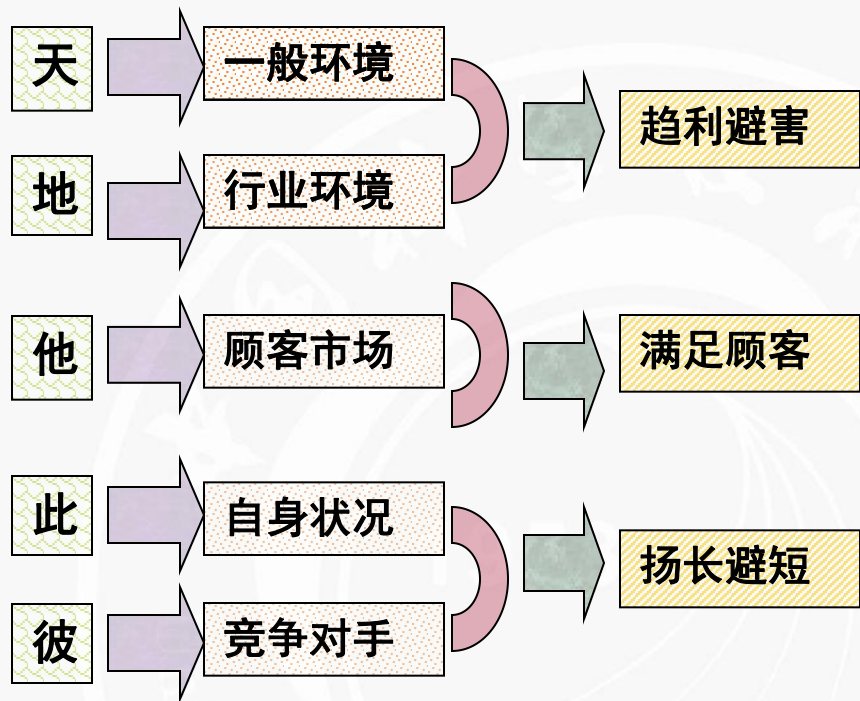 天
一般环境
趋利避害
地
行业环境
他
顾客市场
满足顾客
此
自身状况
扬长避短
彼
竞争对手